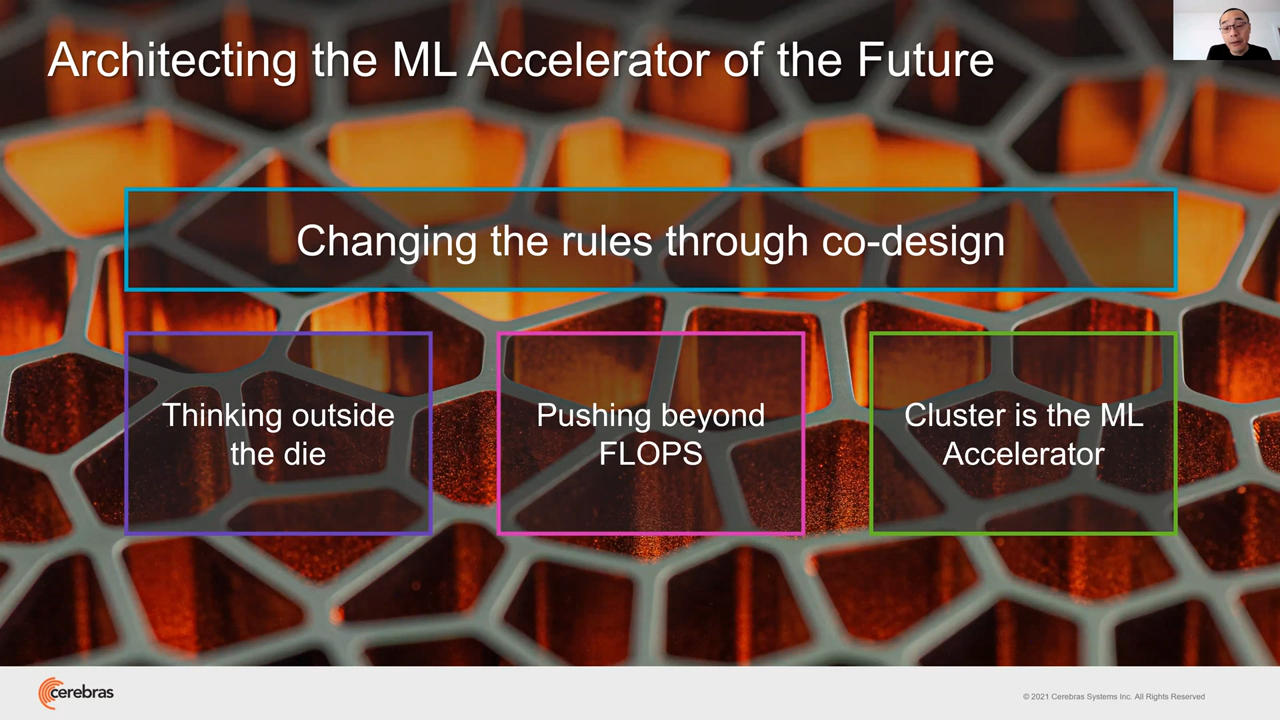 Architecting the ML Accelerator of the Future
Changing the rules through co-design
Thinking outside
the die
Pushing beyond
FLOPS
Cluster is the ML
Accelerator
cerebras
© 2021 Cerebras Systems Inc. All Rights Reserved